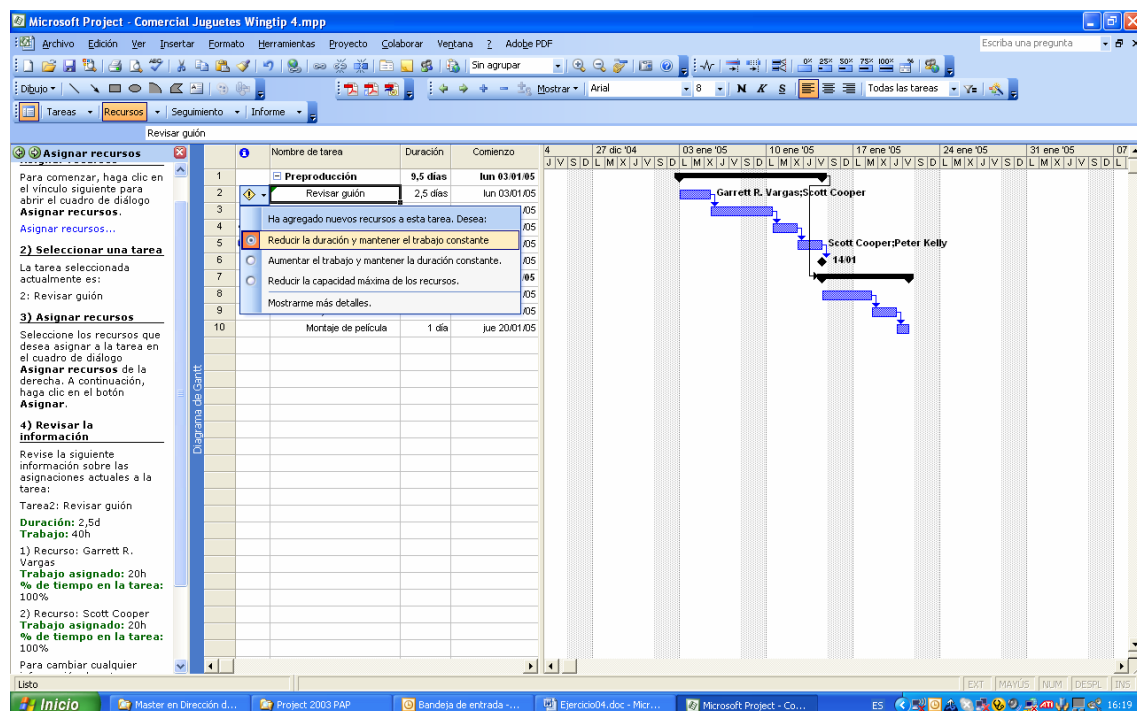 Microsoft Project - Comercial Juguetes Wingtip 4.mpp
Archivo Edición Ver Insertar Formato Herramientas Proyecto Colaborar Ventana ? Adobe PDF Escriba una pregunta
Sin agrupar 0% 25% 50% 75% 100%
Dibujo Mostrar Arial 8 N K S Todas las tareas
Tareas Recursos Seguimiento Informe
Revisar guión
Asignar recursos
Para comenzar, haga clic en
el vínculo siguiente para
abrir el cuadro de diálogo
Asignar recursos.
Asignar recursos...
2) Seleccionar una tarea
La tarea seleccionada
actualmente es:
2: Revisar guión
3) Asignar recursos
Seleccione los recursos que
desea asignar a la tarea en
el cuadro de diálogo
Asignar recursos de la
derecha. A continuación,
haga clic en el botón
Asignar.
4) Revisar la
información
Revise la siguiente
información sobre las
asignaciones actuales a la
tarea:
Tarea2: Revisar guión
Duración: 2,5d
Trabajo: 40h
1) Recurso: Garrett R.
Vargas
Trabajo asignado: 20h
% de tiempo en la tarea:
100%
2) Recurso: Scott Cooper
Trabajo asignado: 20h
% de tiempo en la tarea:
100%
Para cambiar cualquier
Diagrama de Gantt
Nombre de tarea Duración Comienzo
4 27 dic '04 03 ene '05 10 ene '05 17 ene '05 24 ene '05 31 ene '05 07
J V S D L M X J V S D L M X J V S D L M X J V S D L M X J V S D L M X J V S D L M X J V S D L
1 Preproducción 9,5 días lun 03/01/05
2 Revisar guión 2,5 días lun 03/01/05 Garrett R. Vargas;Scott Cooper
3 /05
Ha agregado nuevos recursos a esta tarea. Desea:
4 /05
5 Reducir la duración y mantener el trabajo constante /05 Scott Cooper;Peter Kelly
6 Aumentar el trabajo y mantener la duración constante. /05 14/01
7 Reducir la capacidad máxima de los recursos. /05
8 /05
Mostrarme más detalles.
9 /05
10 Montaje de película 1 día jue 20/01/05
Listo EXT MAYÚS NUM DESPL INS
Inicio Master en Dirección d... Project 2003 PAP Bandeja de entrada -... Ejercicio04.doc - Micr... Microsoft Project - Co... ES 16:19